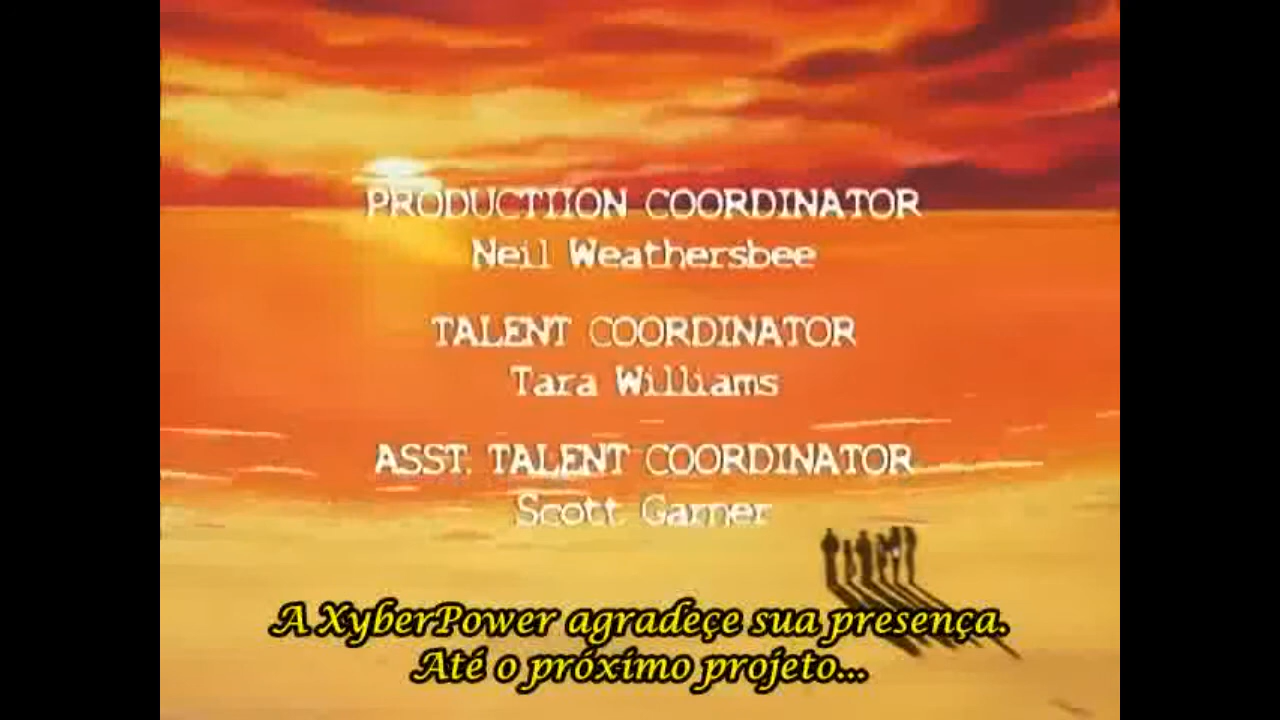 PRODUCTIION COORDINATOR
Neil Weathersbee
TALENT COORDINATOR
Tara Williams
ASST. TALENT COORDINATOR
Scott Garner
A XyberPower agradeçe sua presença.
Até o próximo projeto...